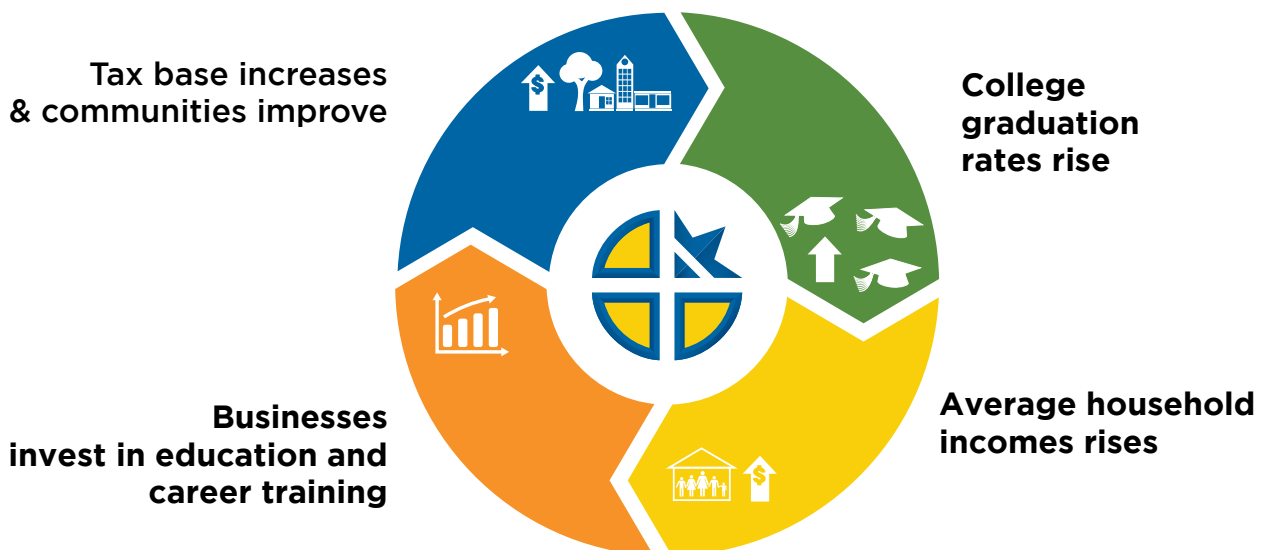 Tax base increases
& communities improve
College
graduation
rates rise
Average household
incomes rises
Businesses
invest in education and
career training
$
$